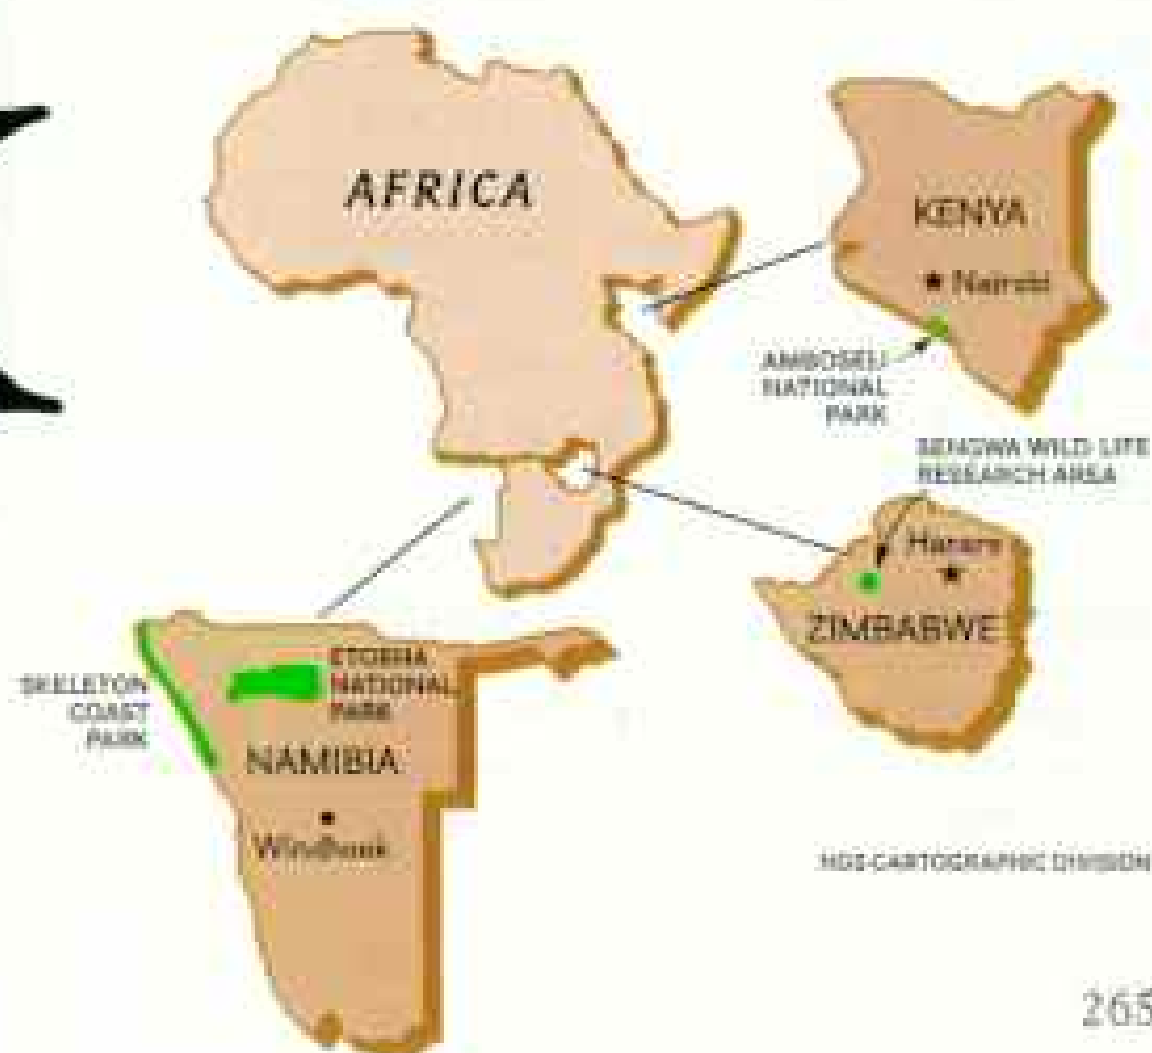 AFRICA
KENYA
Nairobi
AMBOSELI
NATIONAL
PARK
SENGWA WILD LIFE
RESEARCH AREA
Harare
ZIMBABWE
SKELETON
COAST
PARK
ETOSHA
NATIONAL
PARK
NAMIBIA
Windhoek
NGS CARTOGRAPHIC DIVISION
265